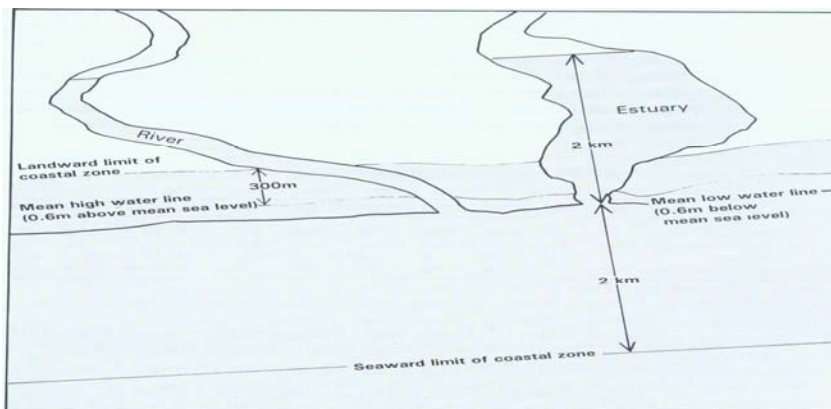 Estuary
River
2 km
Landward limit of
coastal zone
300m
Mean high water line
(0.6m above mean sea level)
Mean low water line
(0.6m below
mean sea level)
2 km
Seaward limit of coastal zone